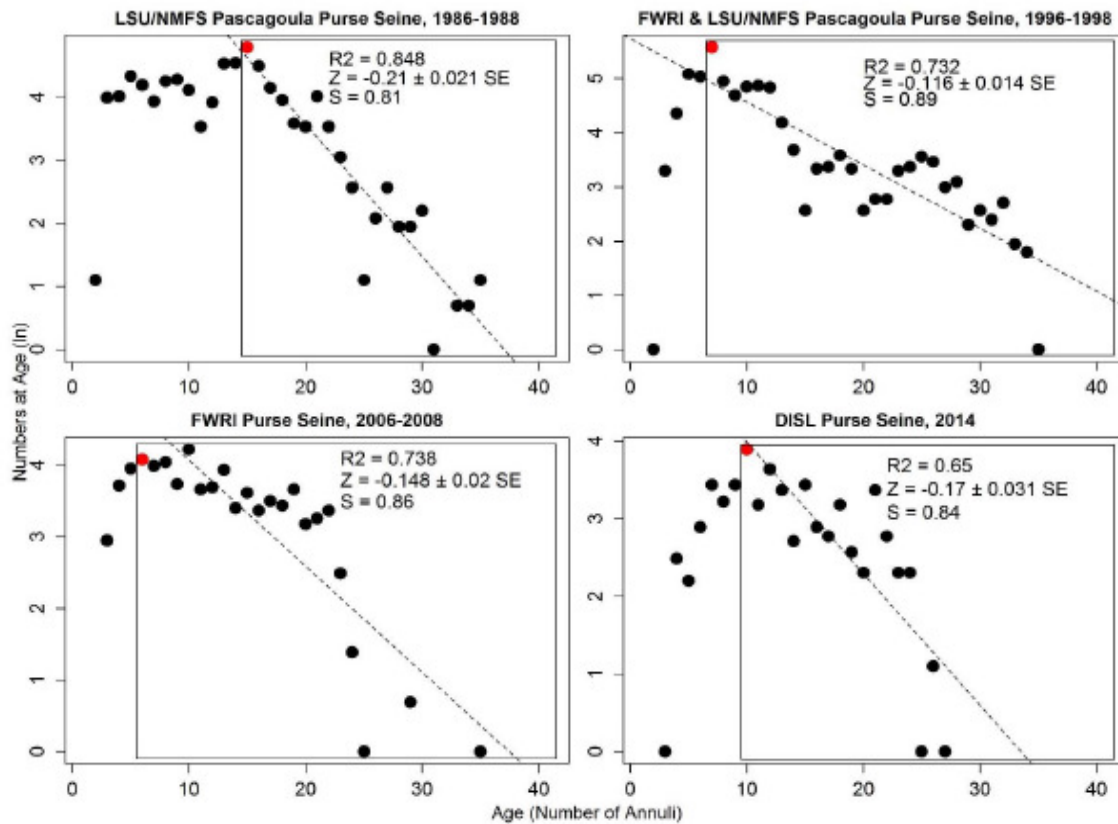 LSU/NMFS Pascagoula Purse Seine, 1986-1988
R2 = 0.848
Z = -0.21 ± 0.021 SE
S = 0.81
4
3
2
1
0
0 10 20 30 40
FWRI & LSU/NMFS Pascagoula Purse Seine, 1996-1998
R2 = 0.732
Z = -0.116 ± 0.014 SE
S = 0.89
5
4
3
2
1
0
0 10 20 30 40
Numbers at Age (ln)
FWRI Purse Seine, 2006-2008
R2 = 0.738
Z = -0.148 ± 0.02 SE
S = 0.86
4
3
2
1
0
0 10 20 30 40
DISL Purse Seine, 2014
R2 = 0.65
Z = -0.17 ± 0.031 SE
S = 0.84
4
3
2
1
0
0 10 20 30 40
Age (Number of Annuli)